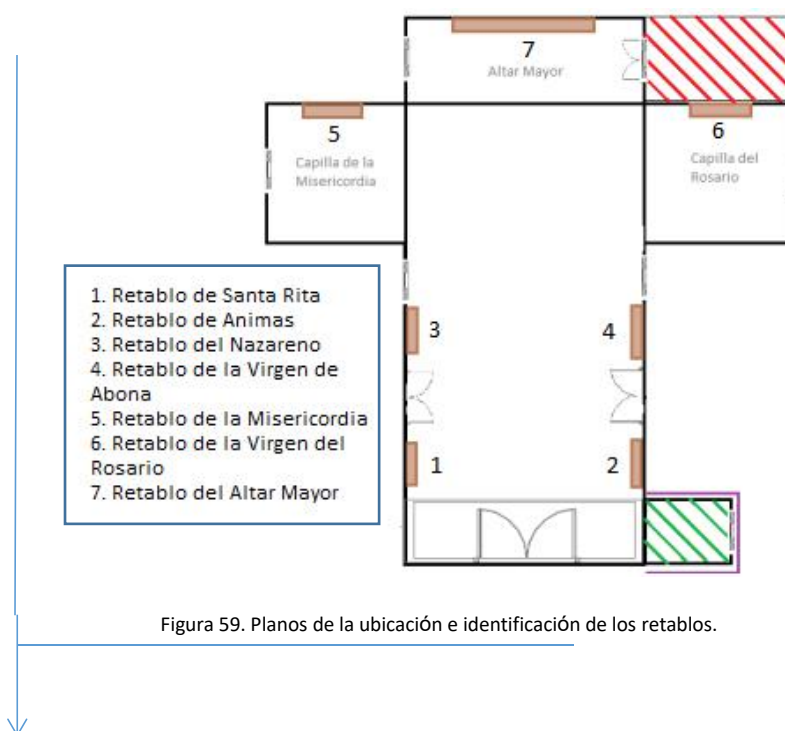 7
Altar Mayor
5
Capilla de la
Misericordia
6
Capilla del
Rosario
1. Retablo de Santa Rita
2. Retablo de Animas
3. Retablo del Nazareno
4. Retablo de la Virgen de
Abona
5. Retablo de la Misericordia
6. Retablo de la Virgen del
Rosario
7. Retablo del Altar Mayor
3
4
1
2
Figura 59. Planos de la ubicación e identificación de los retablos.